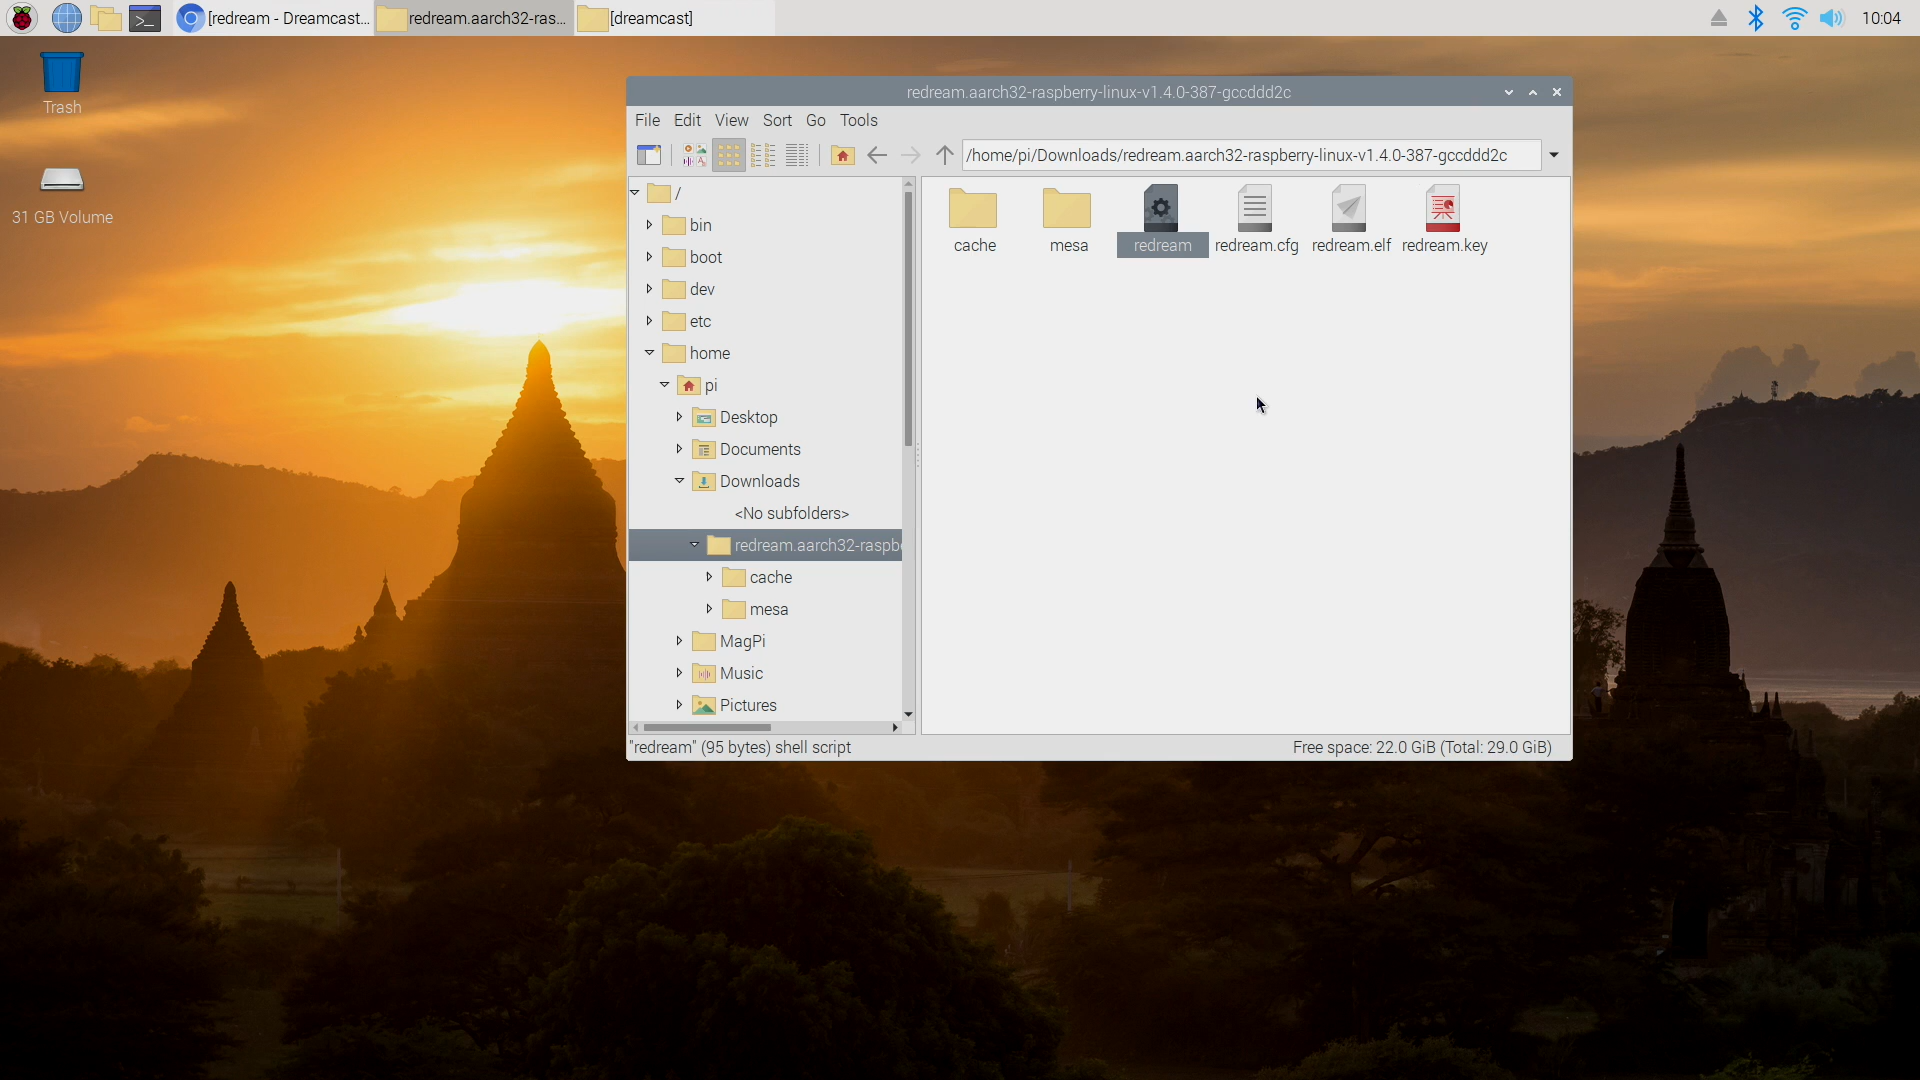 [redream - Dreamcast...
redream.aarch32-ras...
[dreamcast]
10:04
Trash
31 GB Volume
redream.aarch32-raspberry-linux-v1.4.0-387-gccddd2c
File Edit View Sort Go Tools
/home/pi/Downloads/redream.aarch32-raspberry-linux-v1.4.0-387-gccddd2c
/
bin
boot
dev
etc
home
pi
Desktop
Documents
Downloads
<No subfolders>
redream.aarch32-raspbe
cache
mesa
MagPi
Music
Pictures
cache
mesa
redream
redream.cfg
redream.elf
redream.key
"redream" (95 bytes) shell script
Free space: 22.0 GiB (Total: 29.0 GiB)